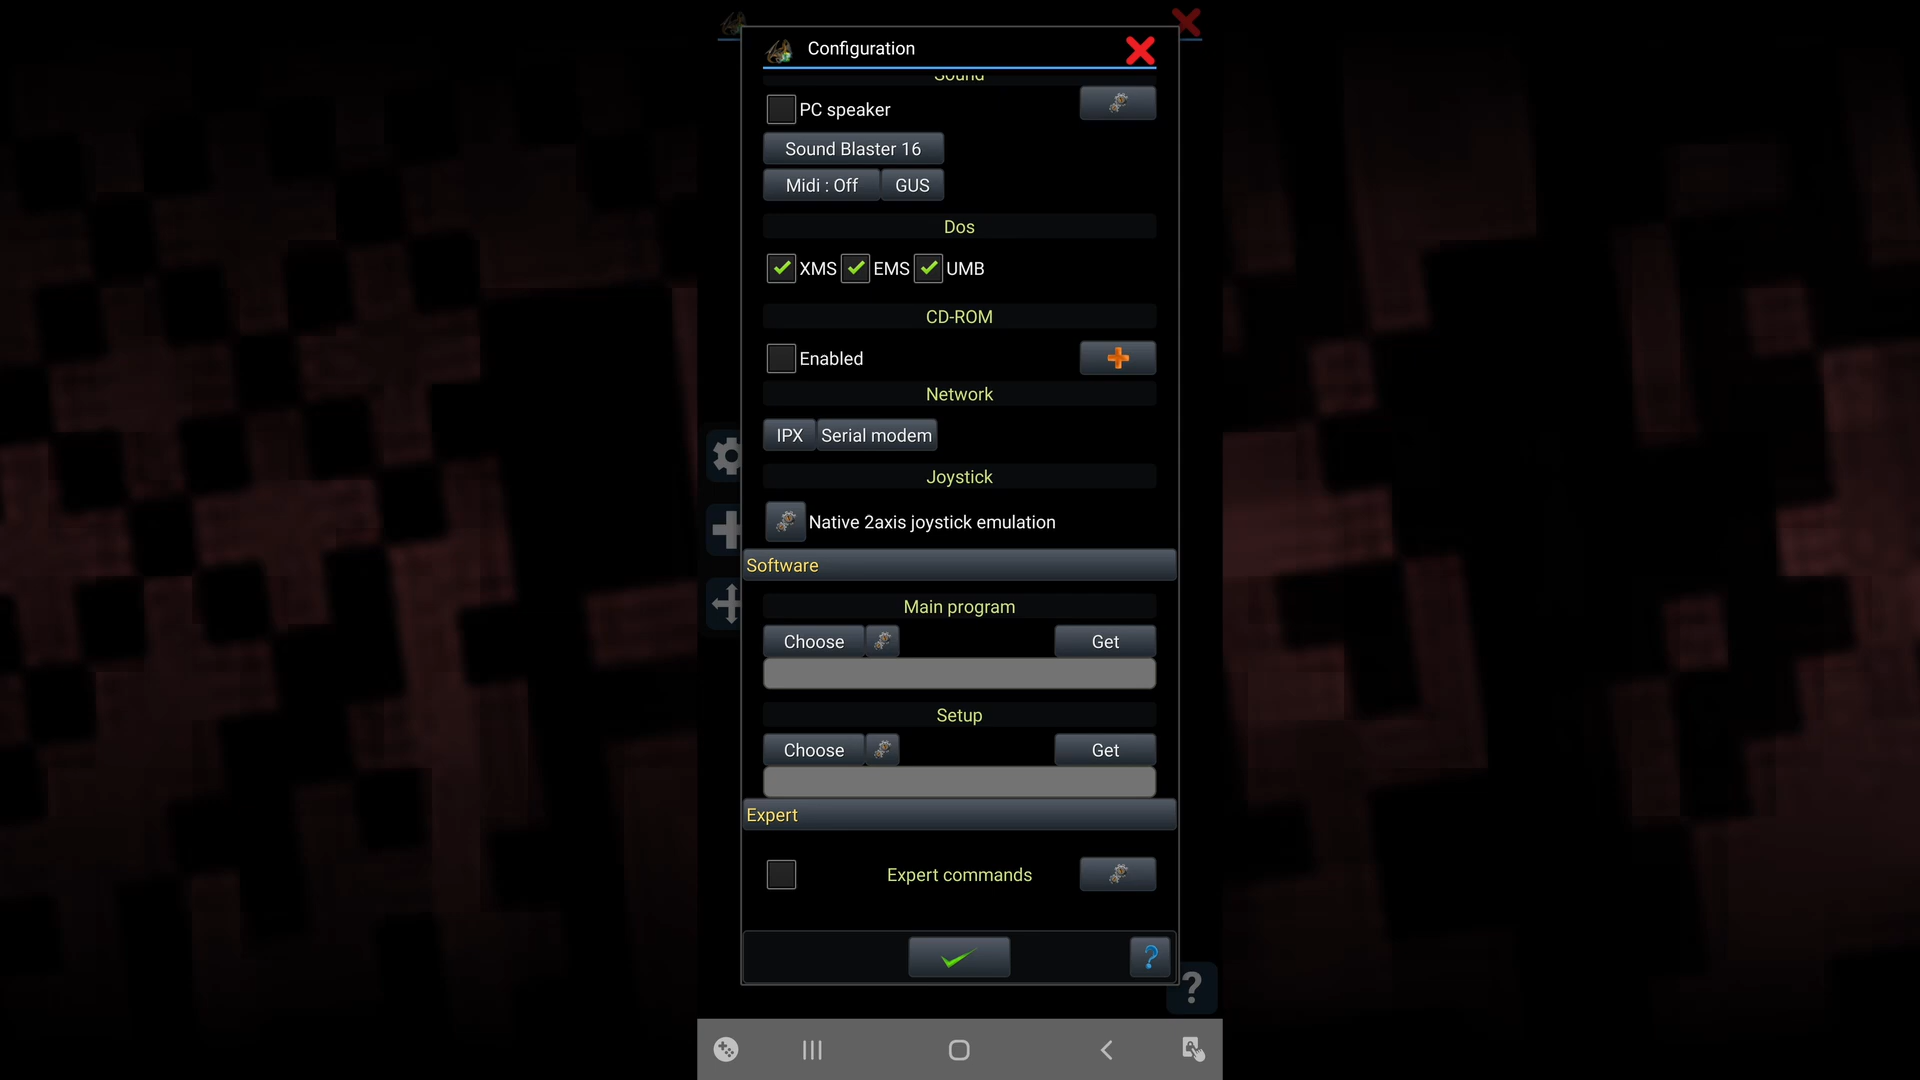 Configuration
Sound
PC speaker
Sound Blaster 16
Midi : Off GUS
Dos
XMS EMS UMB
CD-ROM
Enabled
Network
IPX Serial modem
Joystick
Native 2axis joystick emulation
Software
Main program
Choose Get
Setup
Choose Get
Expert
Expert commands
?
?